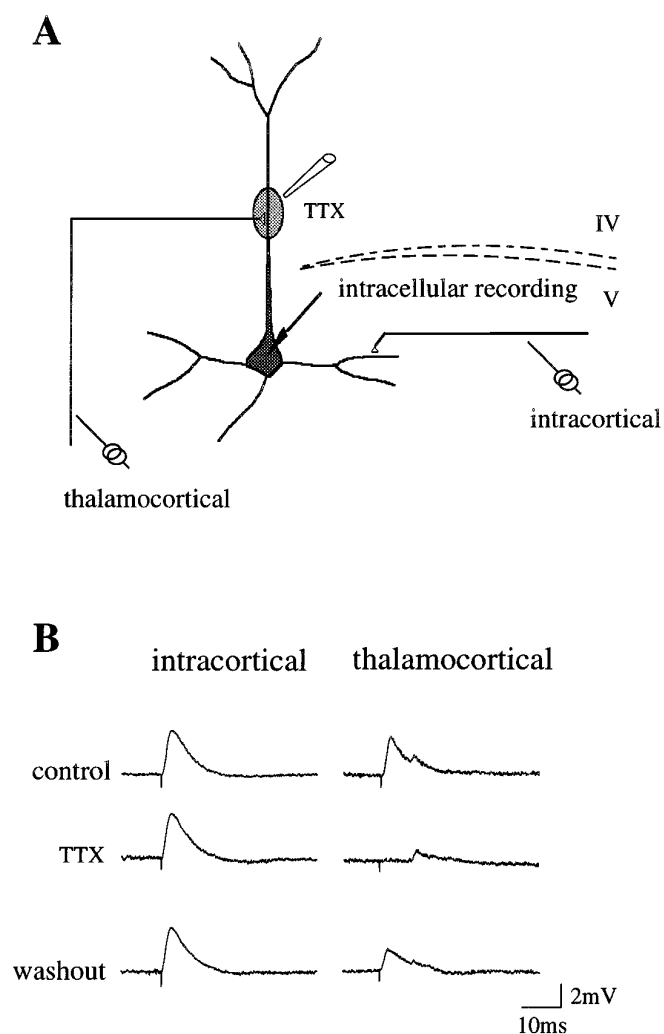 A
TTX
IV
intracellular recording
V
intracortical
thalamocortical
B
intracortical thalamocortical
control
TTX
washout
2mV
10ms